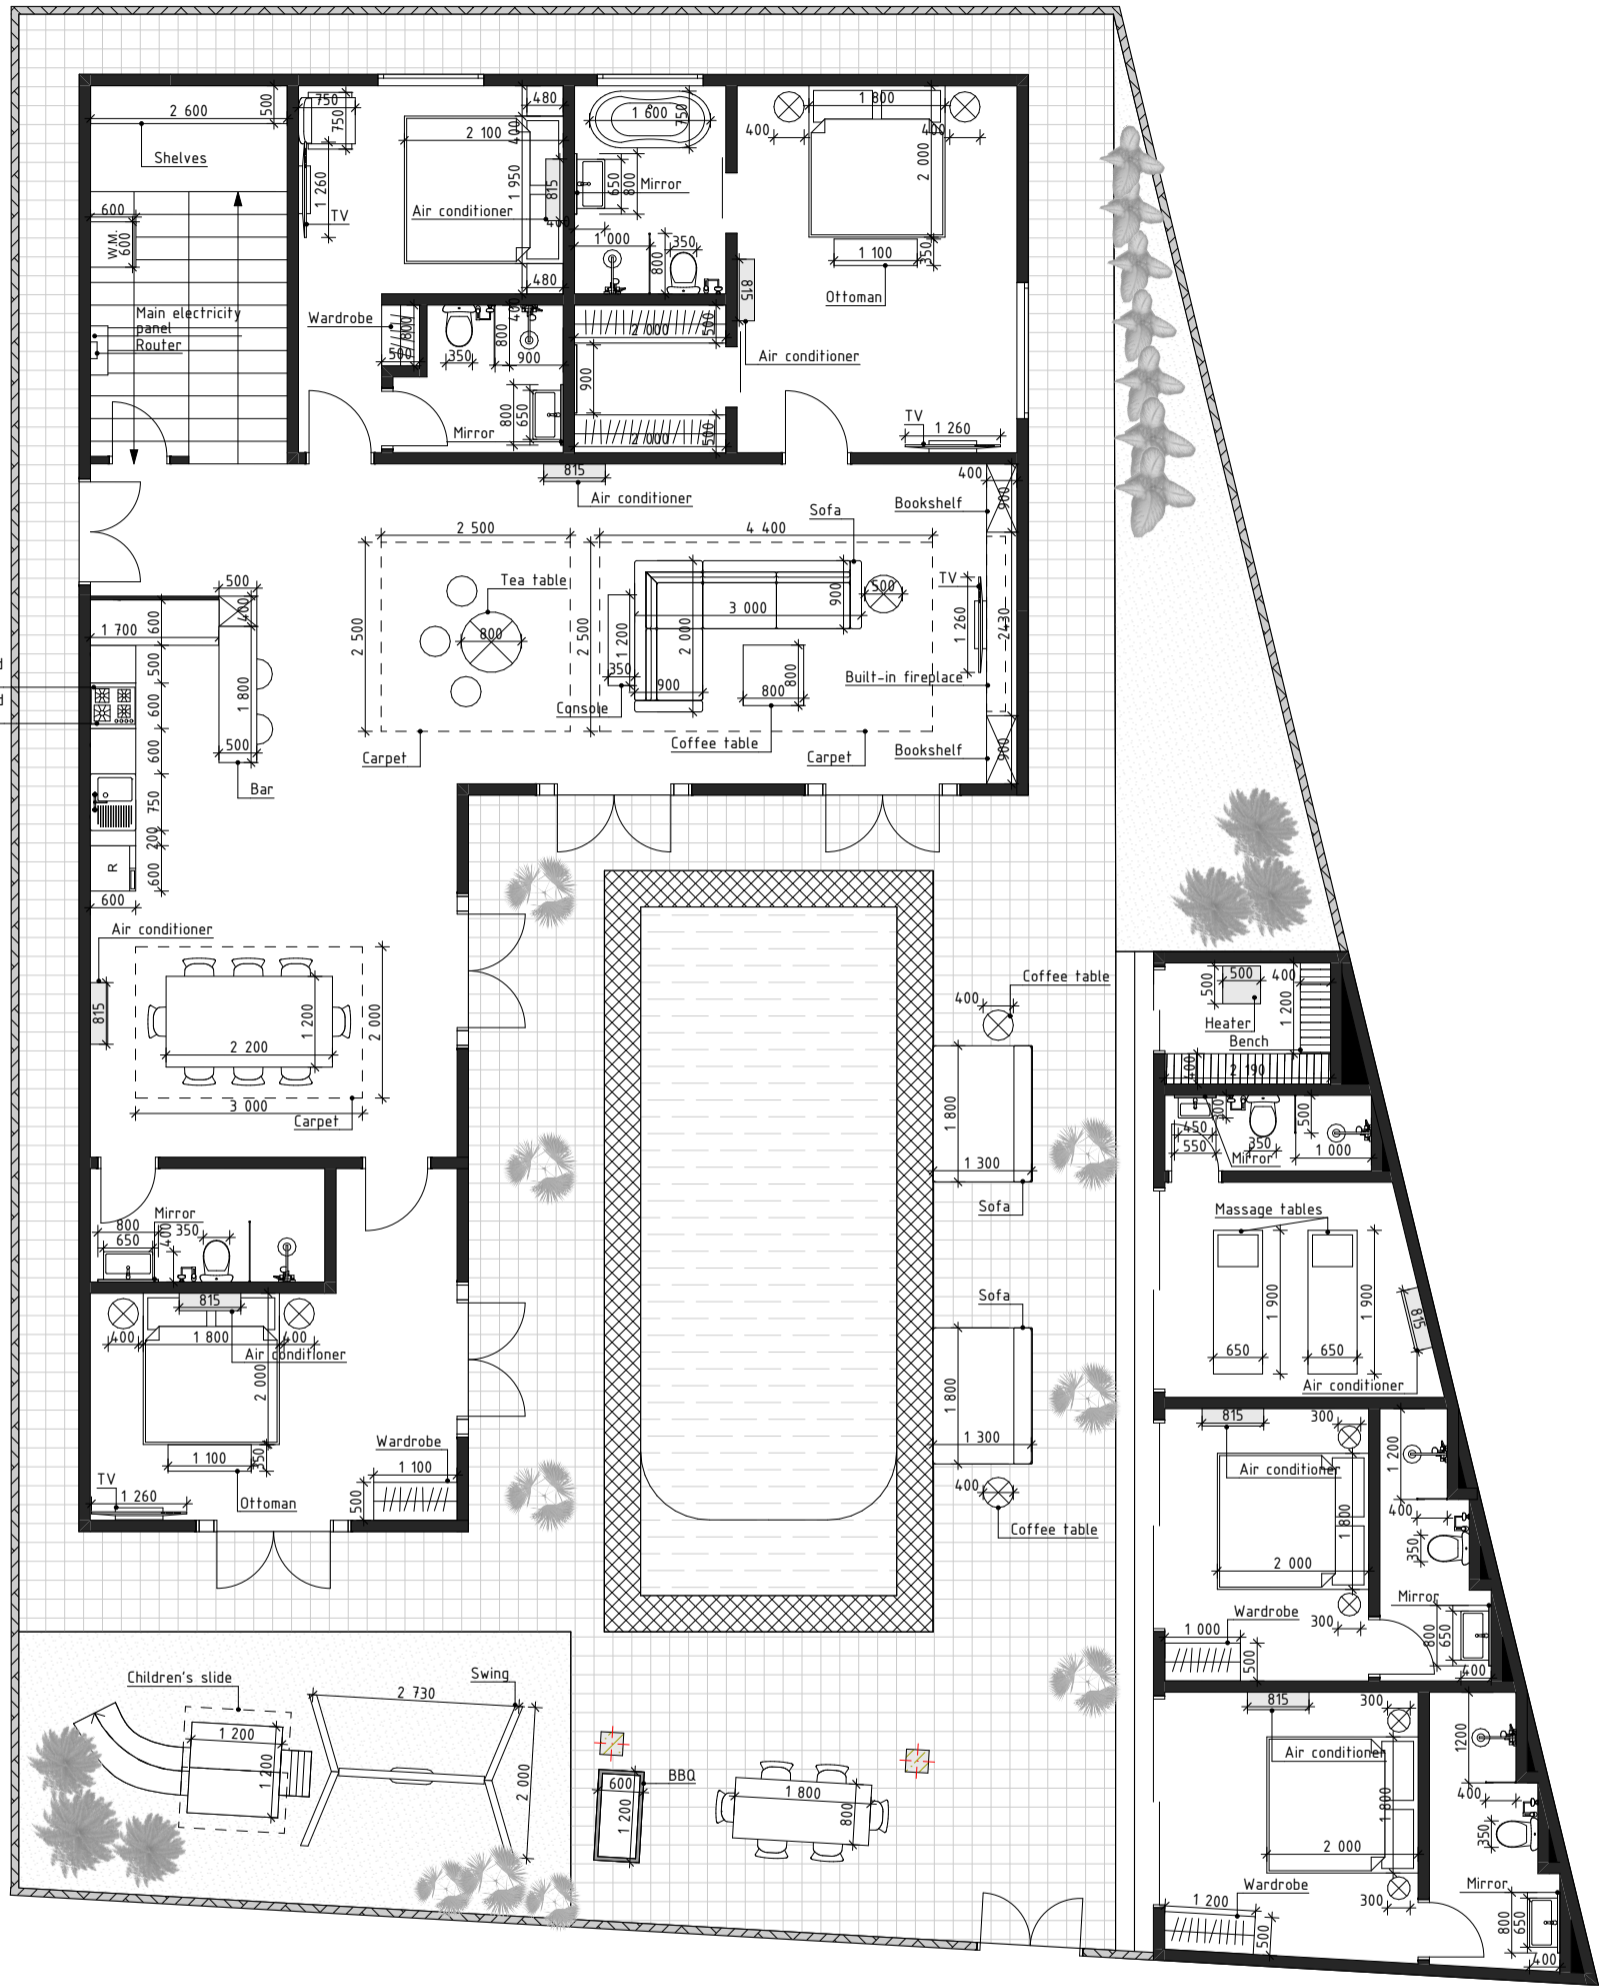 2 600
500
Shelves
600
W.M.
600
Main electricity
panel
Router
750
750
1 260
TV
480
400
2 100
1 950
815
Air conditioner
400
480
Wardrobe
800
500
350
400
800
900
800
650
Mirror
1 600
750
650
800
Mirror
1 000
350
800
2 000
500
900
2 000
500
1 800
400
400
2 000
1 100
350
Ottoman
815
Air conditioner
TV
1 260
815
Air conditioner
400
Bookshelf
900
Sofa
2 500
4 400
2 500
Tea table
800
2 500
1 200
350
900
2 000
3 000
900
500
TV
1 260
2430
800
800
Built-in fireplace
Console
Coffee table
Carpet
Carpet
Bookshelf
900
500
400
1 700
600
500
600
600
750
200
600
1 800
500
Bar
R
600
Air conditioner
815
1 200
2 200
2 000
3 000
Carpet
Mirror
800
650
400
350
815
400
1 800
400
Air conditioner
2 000
1 100
350
Ottoman
TV
1 260
Wardrobe
1 100
500
Coffee table
400
1 800
1 300
Sofa
Sofa
1 800
1 300
400
Coffee table
500
500
400
1 200
Heater
Bench
400
2 190
300
450
550
350
Mirror
500
1 000
Massage tables
1 900
650
1 900
650
815
Air conditioner
815
300
Air conditioner
1 800
2 000
300
Wardrobe
1 000
500
1 200
400
350
Mirror
800
650
400
815
300
Air conditioner
1 800
2 000
300
Wardrobe
1 200
500
1200
400
350
Mirror
800
650
400
Children's slide
1 200
1 200
Swing
2 730
2 000
BBQ
600
1 200
1 800
800